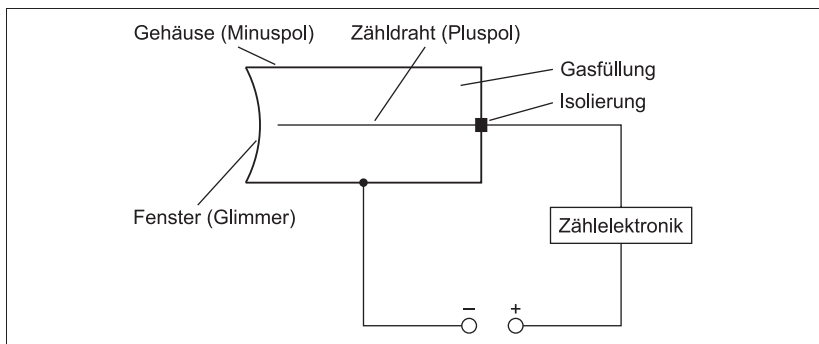 Gehäuse (Minuspol)
Zähldraht (Pluspol)
Gasfüllung
Isolierung
Fenster (Glimmer)
Zählelektronik
– +